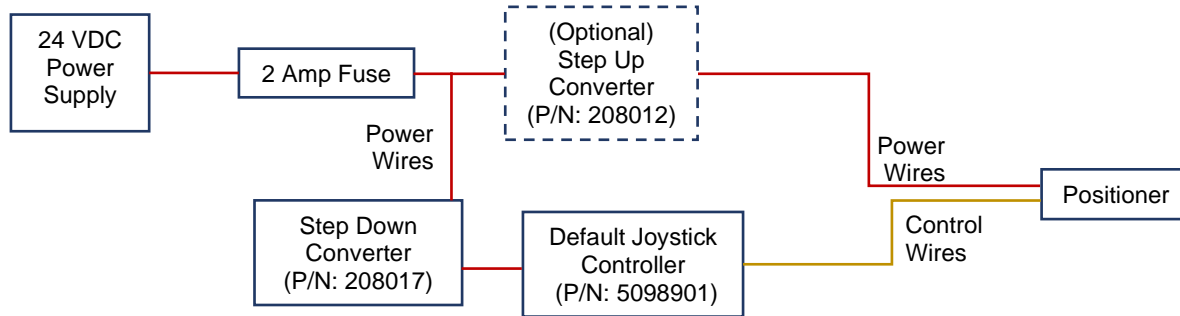 24 VDC
Power
Supply
2 Amp Fuse
(Optional)
Step Up
Converter
(P/N: 208012)
Power
Wires
Power
Wires
Positioner
Step Down
Converter
(P/N: 208017)
Default Joystick
Controller
(P/N: 5098901)
Control
Wires